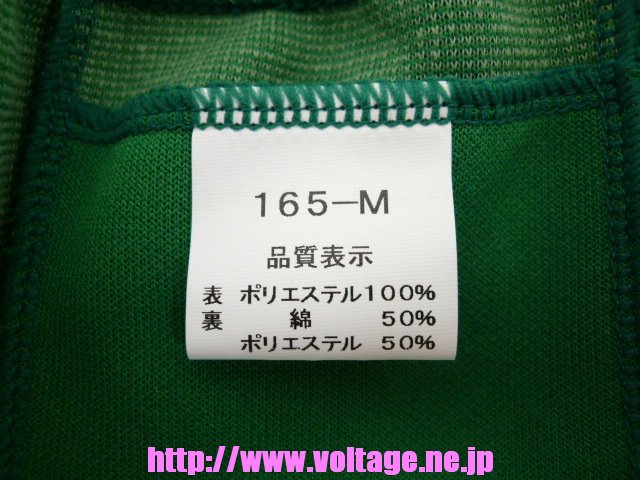 165-M
品質表示
表 ポリエステル100%
裏 綿 50%
ポリエステル 50%
http://www.voltage.ne.jp